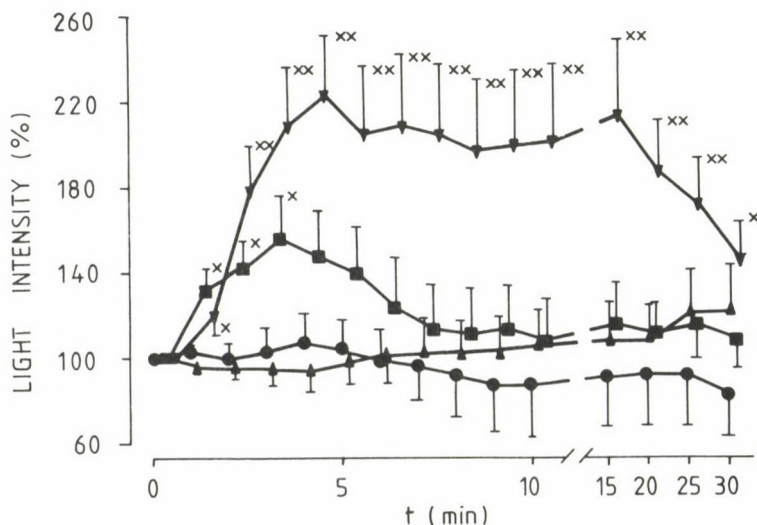 260
220
180
140
100
60
LIGHT INTENSITY (%)
×× ×× ×× ×× ×× ×× ×× ×× ×× ×× ×× ×× ×
× × × ×
0 5 10 15 20 25 30
t (min)